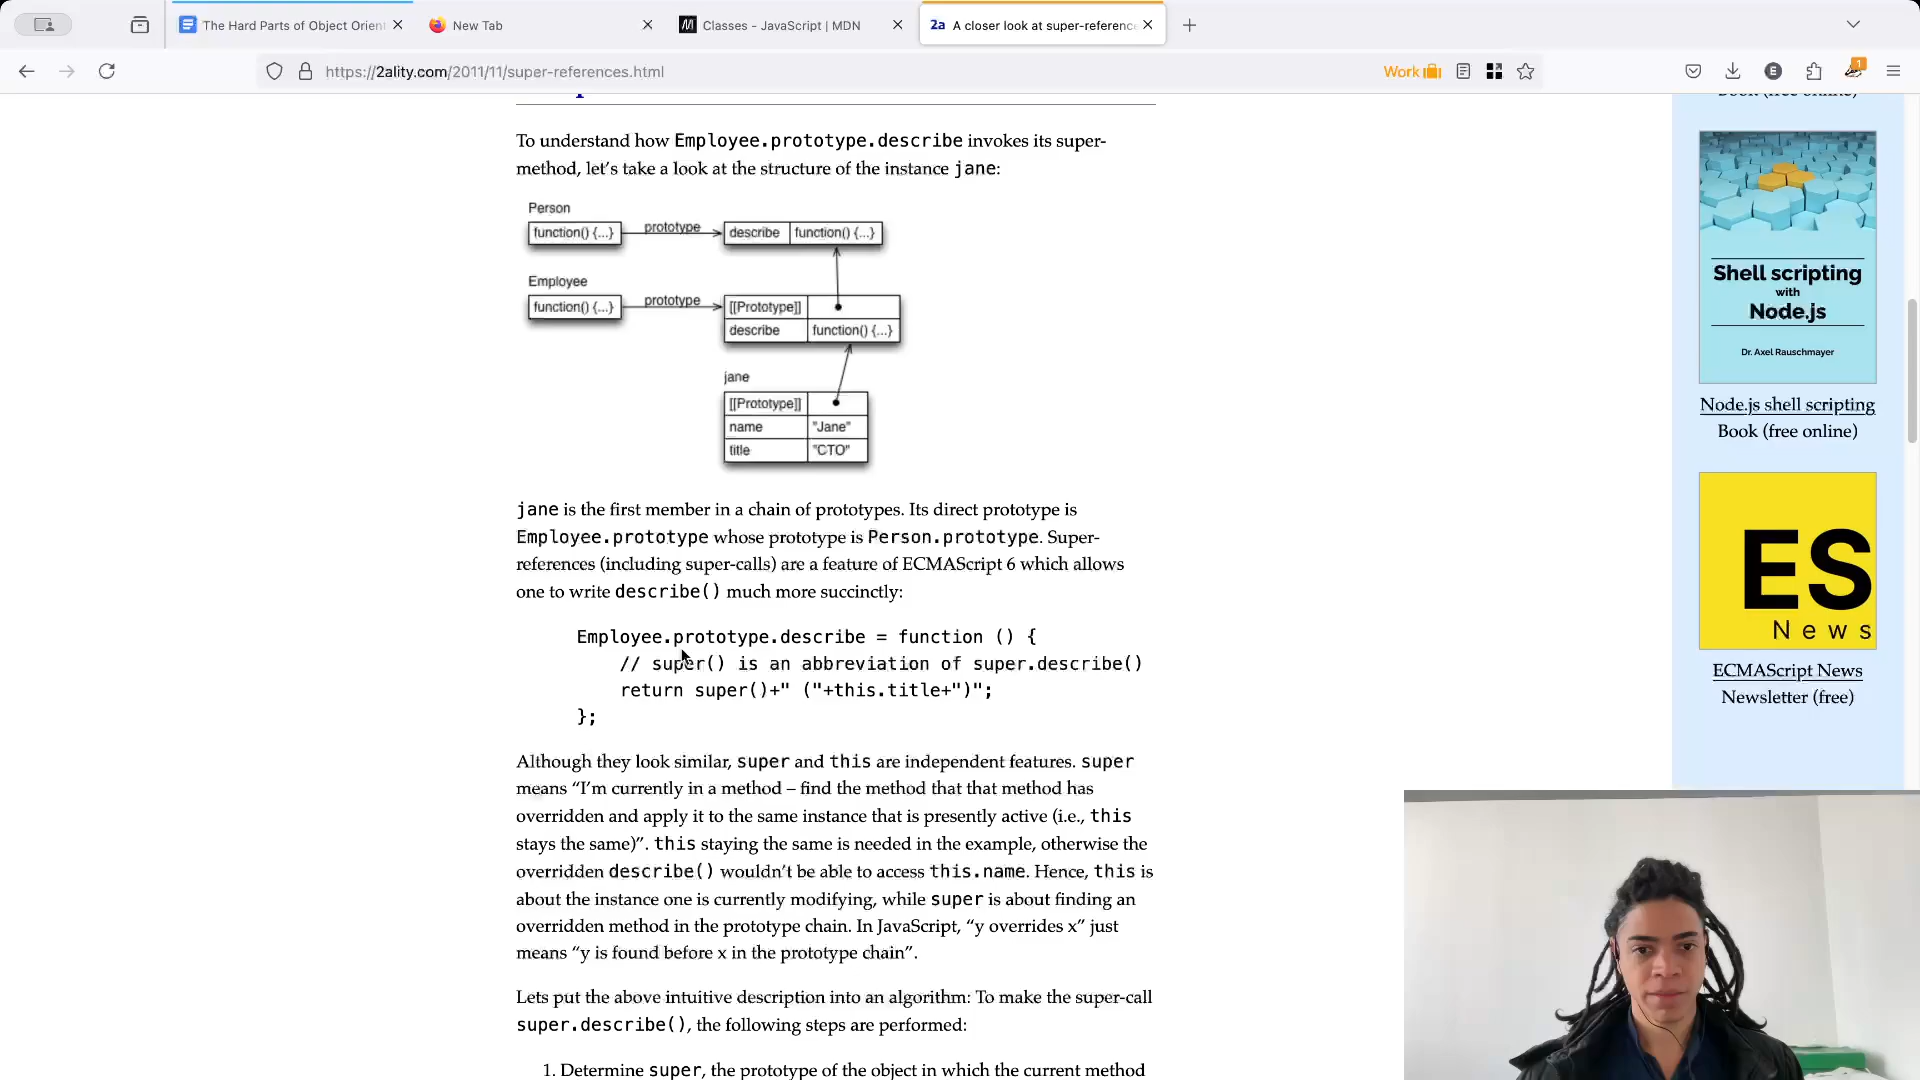 The Hard Parts of Object Orient
New Tab
Classes - JavaScript | MDN
2a
A closer look at super-reference
https://2ality.com/2011/11/super-references.html
Work
E
1
To understand how Employee.prototype.describe invokes its super-
method, let's take a look at the structure of the instance jane:
Person
function() {...}
prototype
describe
function() {...}
Employee
function() {...}
prototype
[[Prototype]]
describe
function() {...}
jane
[[Prototype]]
name
"Jane"
title
"CTO"
jane is the first member in a chain of prototypes. Its direct prototype is
Employee.prototype whose prototype is Person.prototype. Super-
references (including super-calls) are a feature of ECMAScript 6 which allows
one to write describe() much more succinctly:
Employee.prototype.describe = function () {
// super() is an abbreviation of super.describe()
return super()+" ("+this.title+")";
};
Although they look similar, super and this are independent features. super
means “I'm currently in a method – find the method that that method has
overridden and apply it to the same instance that is presently active (i.e., this
stays the same)”. this staying the same is needed in the example, otherwise the
overridden describe() wouldn't be able to access this.name. Hence, this is
about the instance one is currently modifying, while super is about finding an
overridden method in the prototype chain. In JavaScript, “y overrides x” just
means “y is found before x in the prototype chain”.
Lets put the above intuitive description into an algorithm: To make the super-call
super.describe(), the following steps are performed:
1. Determine super, the prototype of the object in which the current method
Book (free online)
Shell scripting
with
Node.js
Dr. Axel Rauschmayer
Node.js shell scripting
Book (free online)
ES
News
ECMAScript News
Newsletter (free)